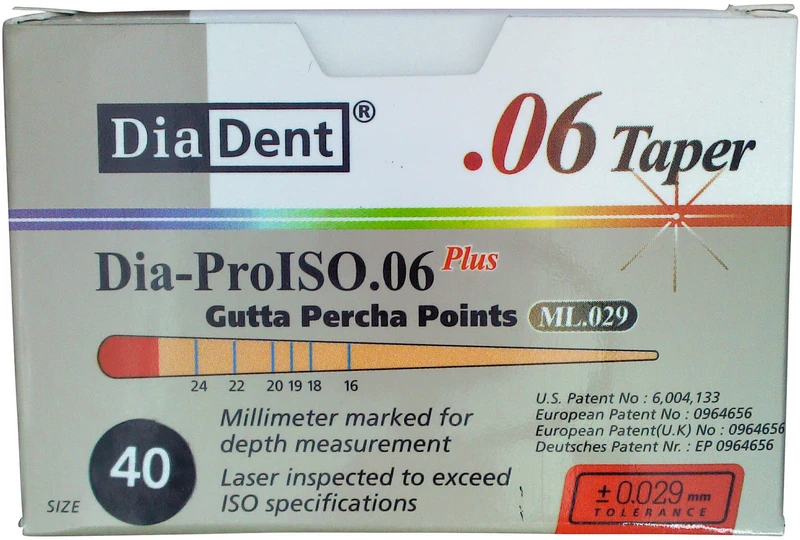 DiaDent®
.06 Taper
Dia-ProISO.06 Plus
Gutta Percha Points ML.029
24 22 20 19 18 16
U.S. Patent No : 6,004,133
European Patent No : 0964656
European Patent(U.K) No : 0964656
Deutsches Patent Nr. : EP 0964656
Millimeter marked for
depth measurement
Laser inspected to exceed
ISO specifications
SIZE 40
±0.029 mm
TOLERANCE